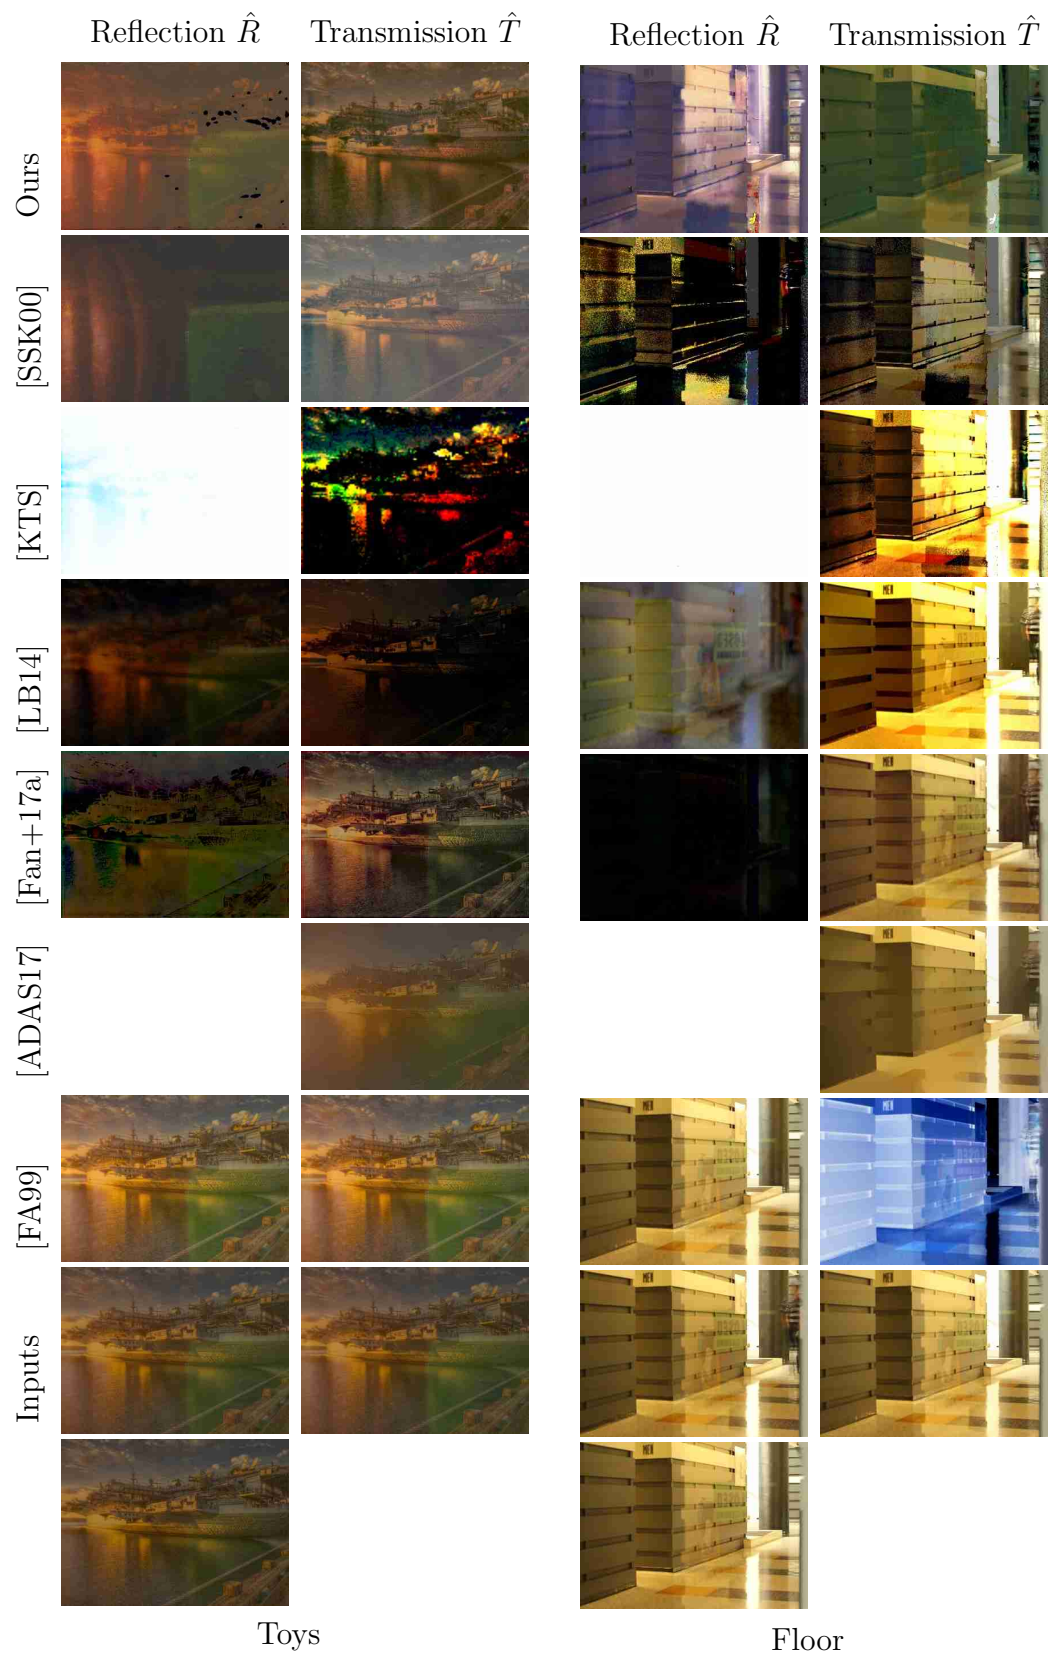 Reflection R̂ Transmission T̂ Reflection R̂ Transmission T̂
Ours
[SSK00]
[KTS]
[LB14]
[Fan+17a]
[ADAS17]
[FA99]
Inputs
Toys Floor